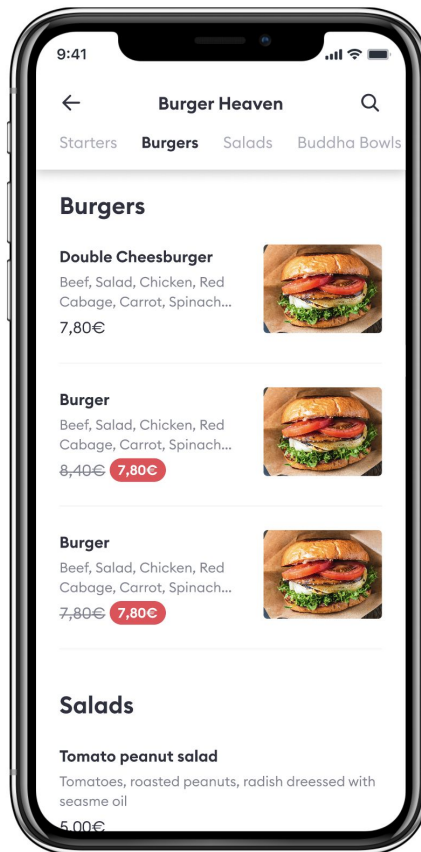 9:41
Burger Heaven
Starters Burgers Salads Buddha Bowls
Burgers
Double Cheesburger
Beef, Salad, Chicken, Red
Cabage, Carrot, Spinach...
7,80€
Burger
Beef, Salad, Chicken, Red
Cabage, Carrot, Spinach...
8,40€ 7,80€
Burger
Beef, Salad, Chicken, Red
Cabage, Carrot, Spinach...
7,80€ 7,80€
Salads
Tomato peanut salad
Tomatoes, roasted peanuts, radish dreessed with
seasme oil
5,00€